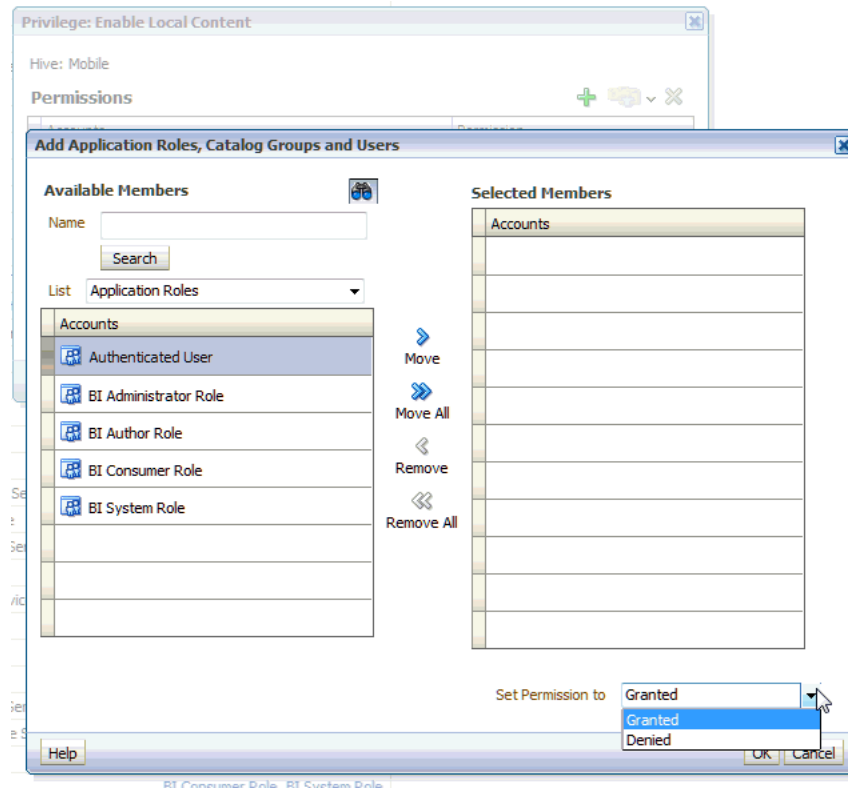 Privilege: Enable Local Content
Hive: Mobile
Permissions
Accounts Permission
Add Application Roles, Catalog Groups and Users
Available Members
Selected Members
Name
Accounts
Search
List Application Roles
Accounts
Authenticated User
Move
BI Administrator Role
Move All
BI Author Role
BI Consumer Role
Remove
BI System Role
Remove All
Set Permission to Granted
Granted
Denied
Help
OK Cancel
BI Consumer Role, BI System Role